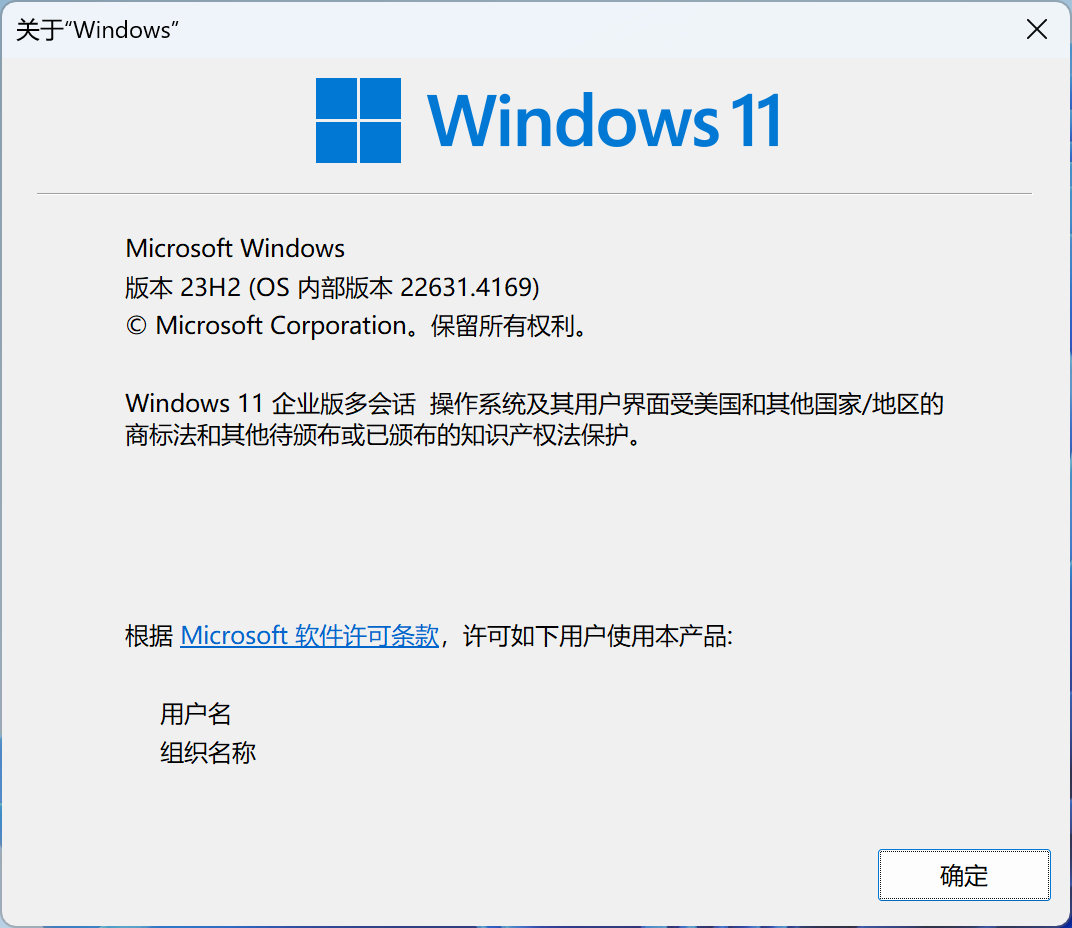 关于“Windows”
Windows 11
Microsoft Windows
版本 23H2 (OS 内部版本 22631.4169)
© Microsoft Corporation。保留所有权利。
Windows 11 企业版多会话 操作系统及其用户界面受美国和其他国家/地区的
商标法和其他待颁布或已颁布的知识产权法保护。
根据 Microsoft 软件许可条款，许可如下用户使用本产品:
用户名
组织名称
确定